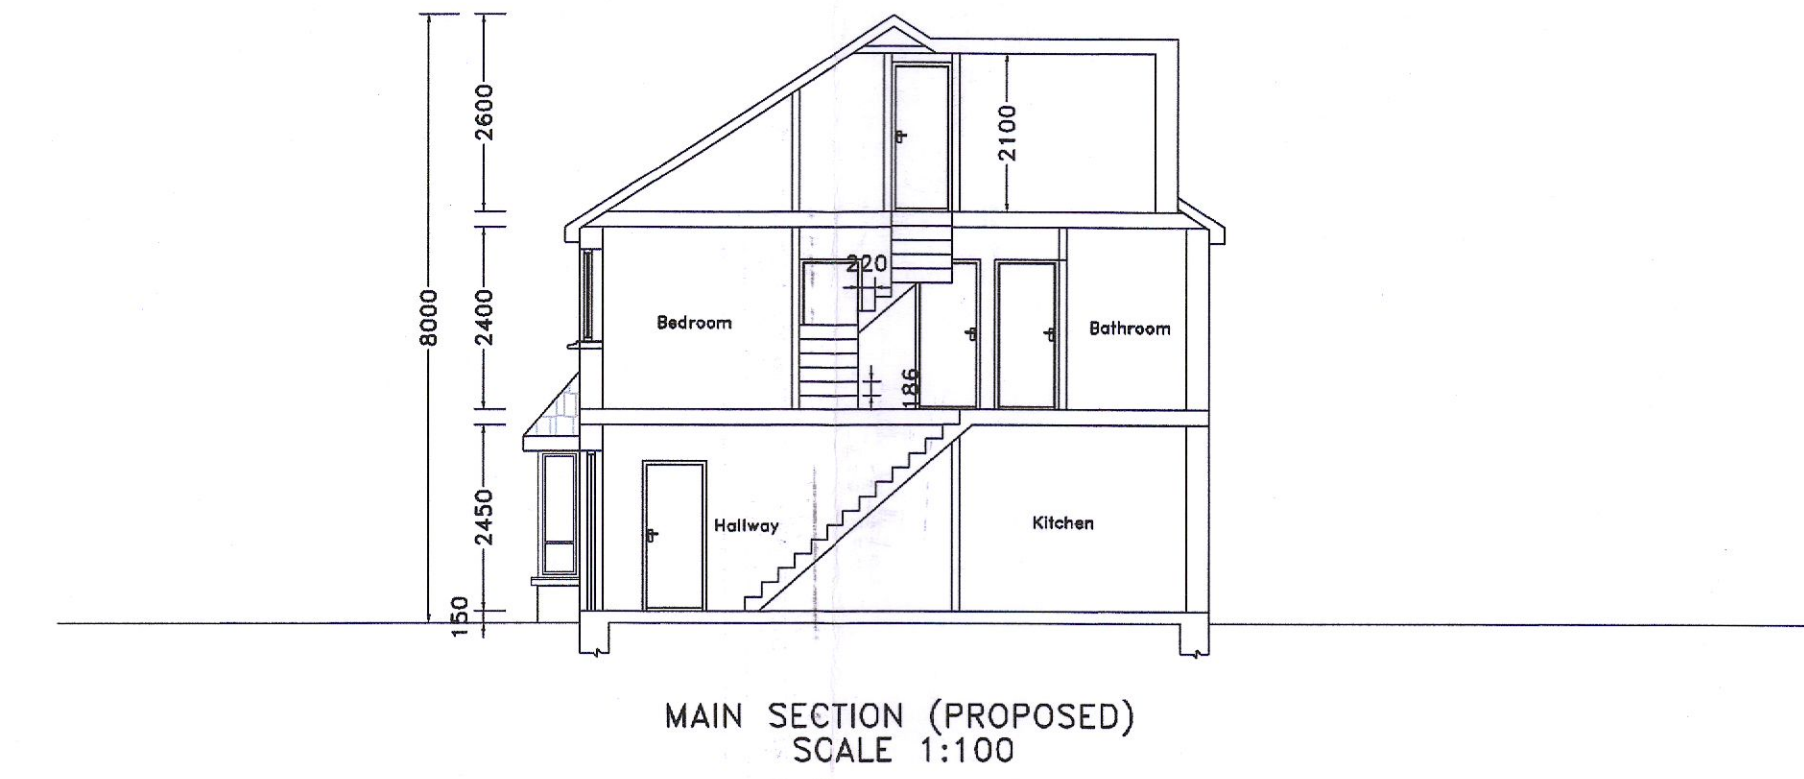 2600
2100
8000
2400
220
Bedroom
Bathroom
186
2450
Hallway
Kitchen
150
MAIN SECTION (PROPOSED)
SCALE 1:100